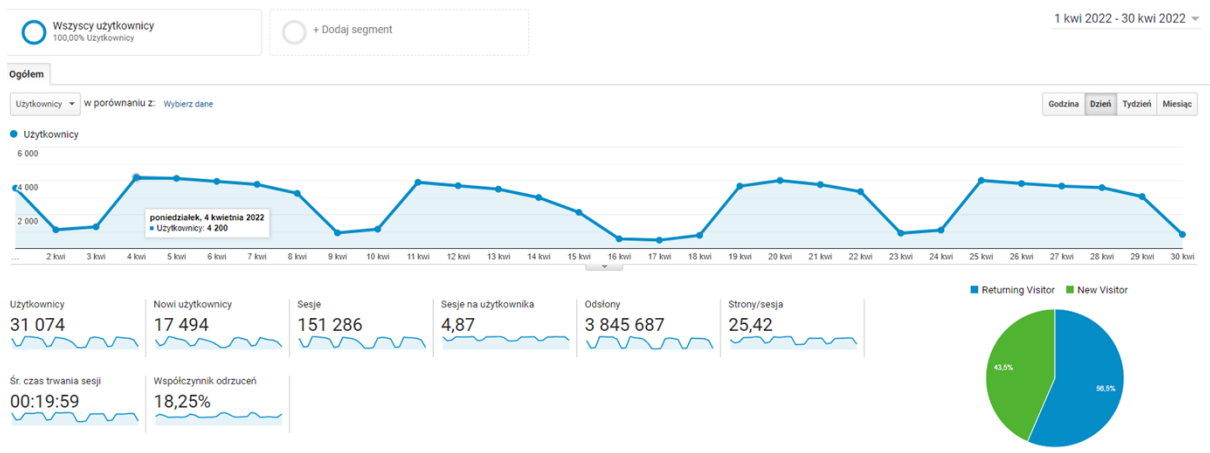 Wszyscy użytkownicy
100,00% Użytkownicy
+ Dodaj segment
1 kwi 2022 - 30 kwi 2022
Ogółem
Użytkownicy w porównaniu z: Wybierz dane
Godzina Dzień Tydzień Miesiąc
Użytkownicy
6 000
4 000
2 000
poniedziałek, 4 kwietnia 2022
Użytkownicy: 4 200
... 2 kwi 3 kwi 4 kwi 5 kwi 6 kwi 7 kwi 8 kwi 9 kwi 10 kwi 11 kwi 12 kwi 13 kwi 14 kwi 15 kwi 16 kwi 17 kwi 18 kwi 19 kwi 20 kwi 21 kwi 22 kwi 23 kwi 24 kwi 25 kwi 26 kwi 27 kwi 28 kwi 29 kwi 30 kwi
Returning Visitor New Visitor
Użytkownicy
31 074
Nowi użytkownicy
17 494
Sesje
151 286
Sesje na użytkownika
4,87
Odsłony
3 845 687
Strony/sesja
25,42
Śr. czas trwania sesji
00:19:59
Współczynnik odrzuceń
18,25%
43,5%
56,5%